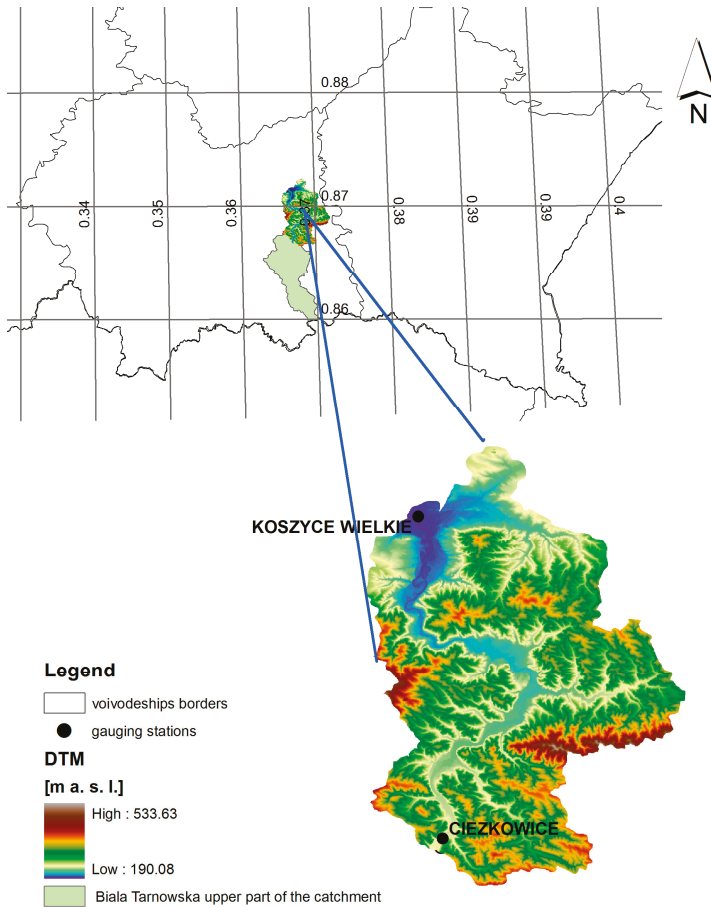 0.88
N
0.34
0.35
0.36
0.87
0.38
0.39
0.39
0.4
0.86
KOSZYCE WIELKIE
CIEZKOWICE
Legend
voivodeships borders
gauging stations
DTM
[m a. s. l.]
High : 533.63
Low : 190.08
Biala Tarnowska upper part of the catchment